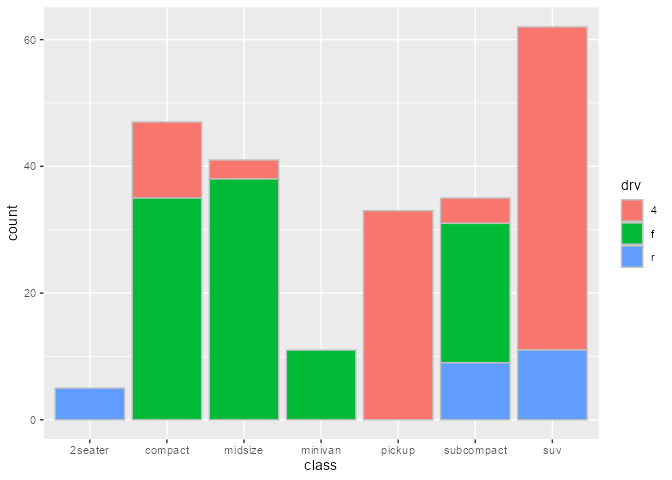 60
40
20
0
count
2seater compact midsize minivan pickup subcompact suv
class
drv
4
f
r